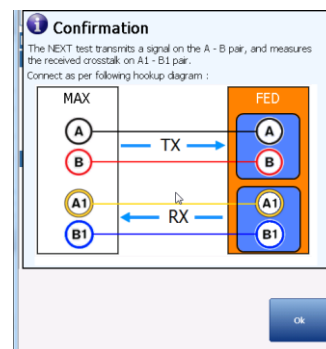 Confirmation
The NEXT test transmits a signal on the A - B pair, and measures
the received crosstalk on A1 - B1 pair.
Connect as per following hookup diagram :
MAX FED
A A
TX
B B
A1 A1
RX
B1 B1
Ok